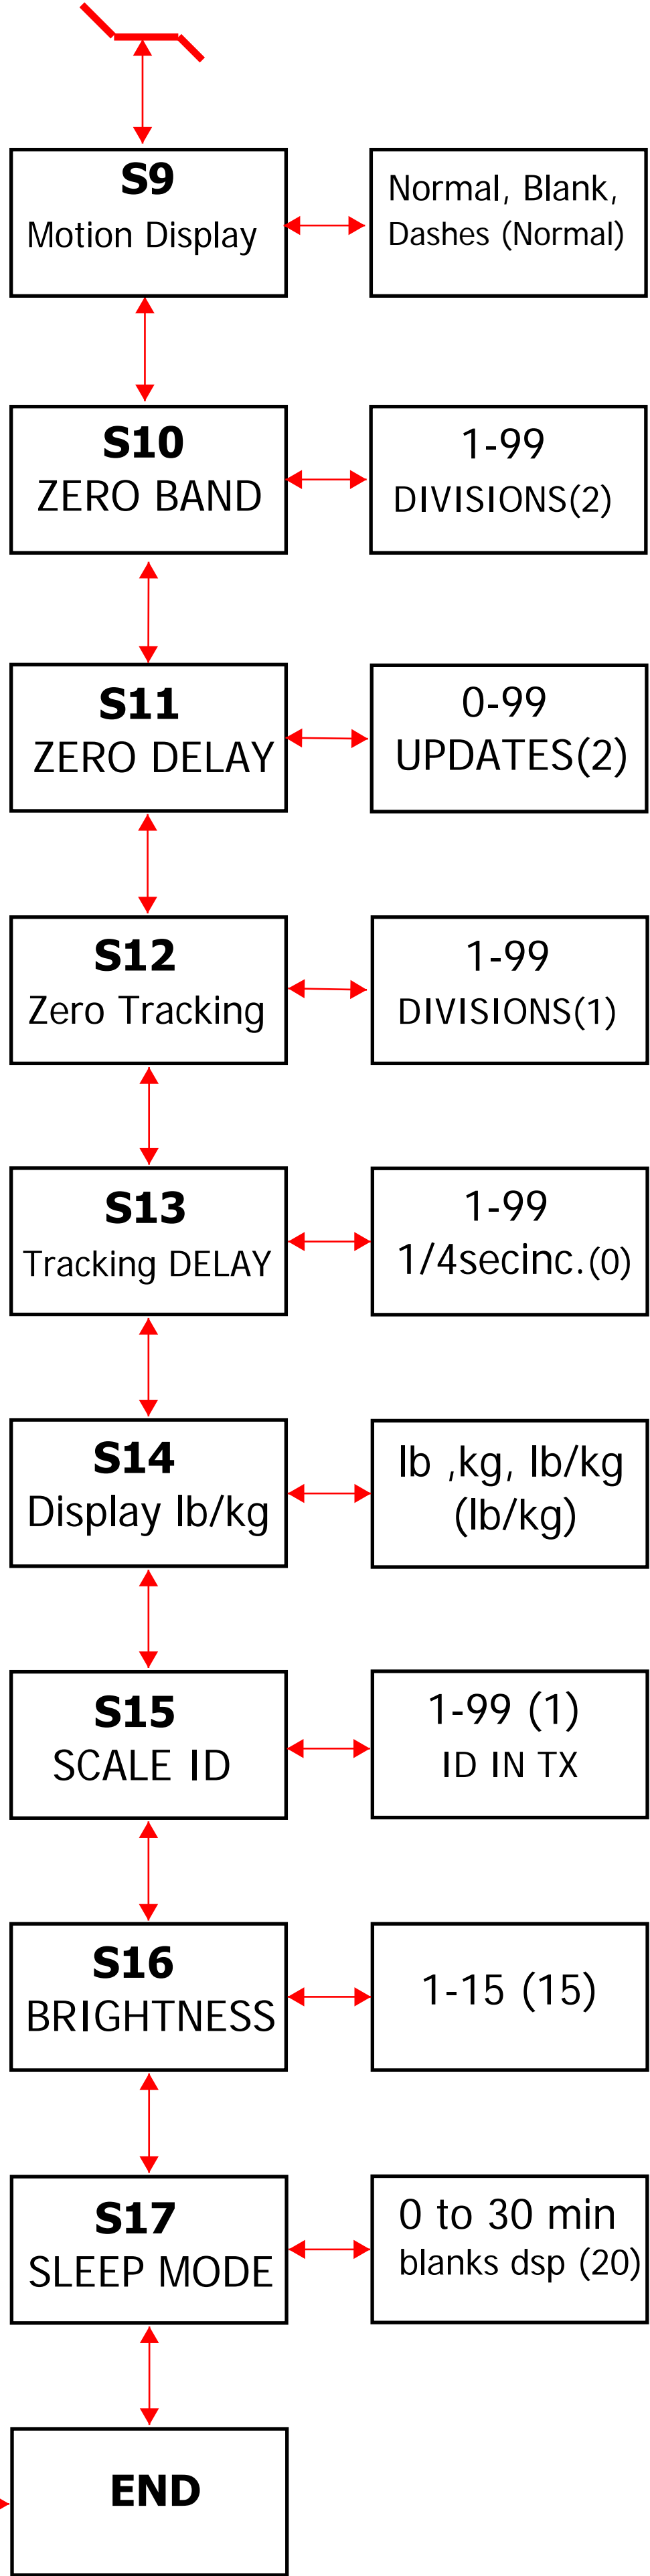 S9
Motion Display
Normal, Blank,
Dashes (Normal)
S10
ZERO BAND
1-99
DIVISIONS(2)
S11
ZERO DELAY
0-99
UPDATES(2)
S12
Zero Tracking
1-99
DIVISIONS(1)
S13
Tracking DELAY
1-99
1/4secinc.(0)
S14
Display lb/kg
lb ,kg, lb/kg
(lb/kg)
S15
SCALE ID
1-99 (1)
ID IN TX
S16
BRIGHTNESS
1-15 (15)
S17
SLEEP MODE
0 to 30 min
blanks dsp (20)
END